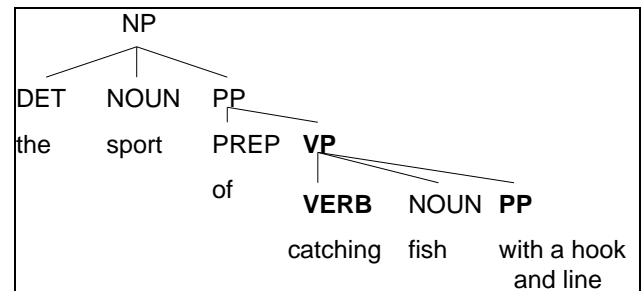 NP
DET NOUN PP
the sport PREP VP
of
VERB NOUN PP
catching fish with a hook
and line